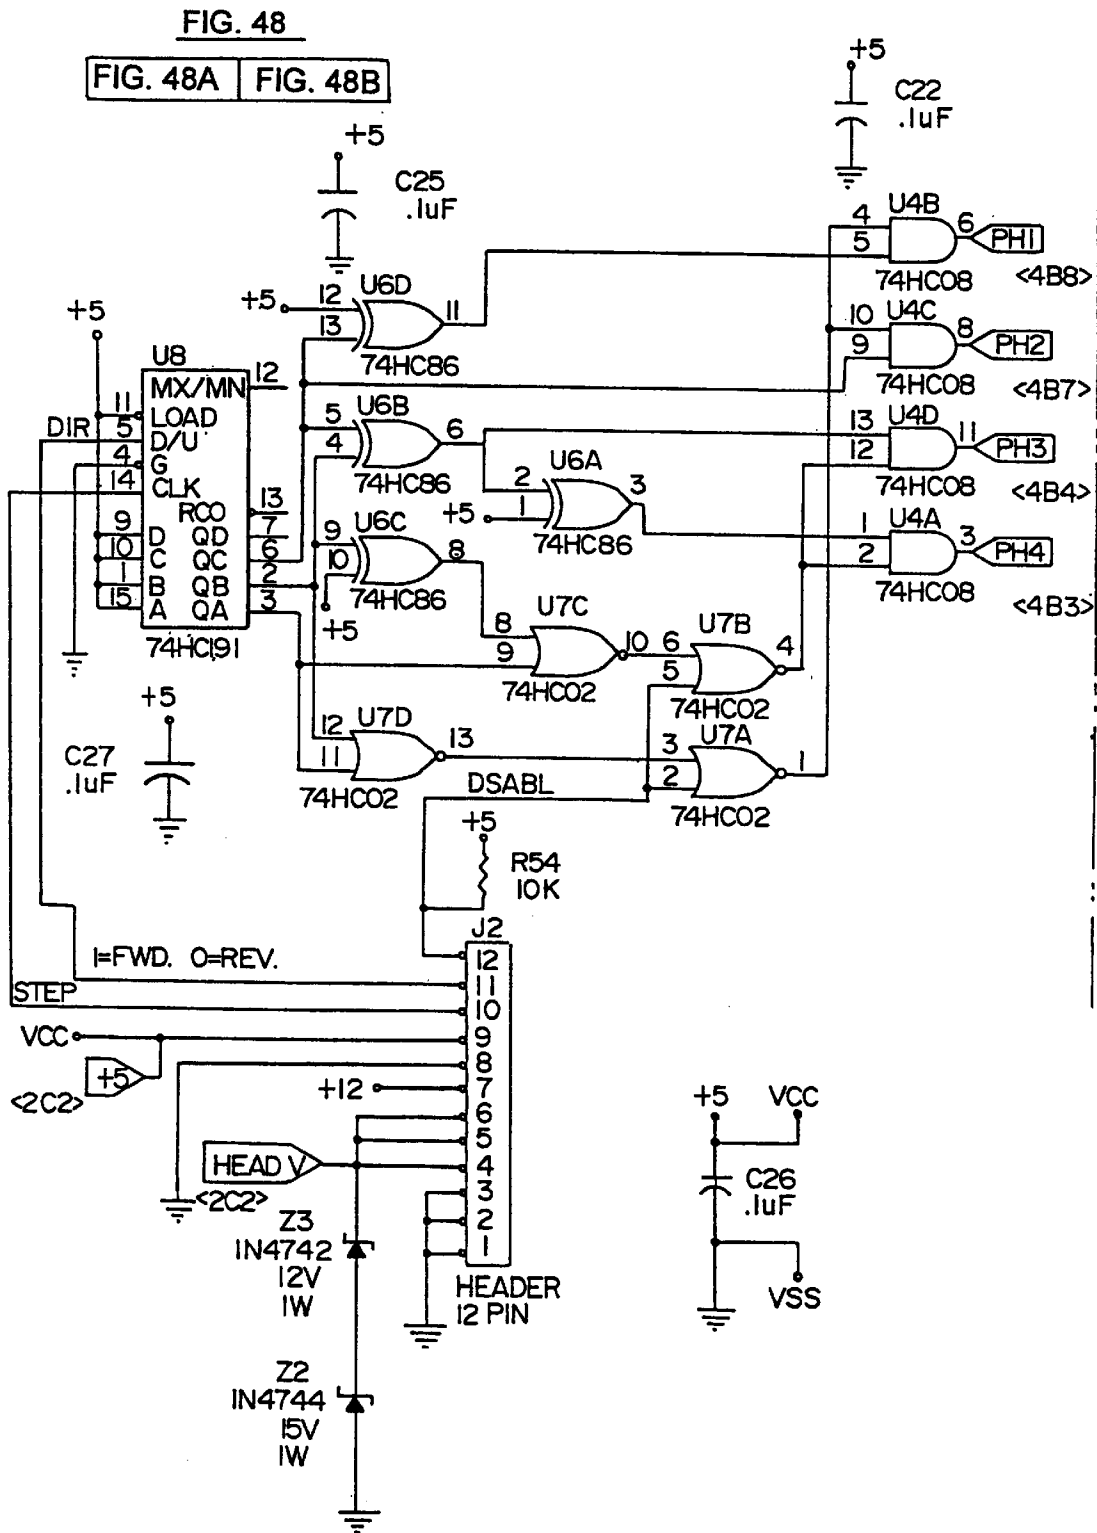 FIG. 48
FIG. 48A FIG. 48B
+5
C22
.1uF
+5
C25
.1uF
U4B
4
5
6
PH1
74HC08
<4B8>
U6D
+5
12
13
11
74HC86
U4C
10
9
8
PH2
74HC08
<4B7>
+5
U8
MX/MN 12
11 LOAD
DIR 5 D/U
4 G
14 CLK
RCO 13
9 D QD 7
10 C QC 6
1 B QB 2
15 A QA 3
74HC191
U6B
5
4
6
74HC86
U4D
13
12
11
PH3
74HC08
<4B4>
U6A
2
1
+5
3
74HC86
U6C
9
10
8
74HC86
+5
U4A
1
2
3
PH4
74HC08
<4B3>
U7C
8
9
10
74HC02
U7B
6
5
4
74HC02
U7D
12
11
13
74HC02
U7A
3
2
1
74HC02
+5
C27
.1uF
DSABL
+5
R54
10K
J2
1=FWD. 0=REV.
12
11
STEP
10
VCC
9
+5
<2C2>
8
+12
7
6
5
HEAD V
4
<2C2>
3
2
1
HEADER
12 PIN
Z3
1N4742
12V
1W
Z2
1N4744
15V
1W
+5
VCC
C26
.1uF
VSS